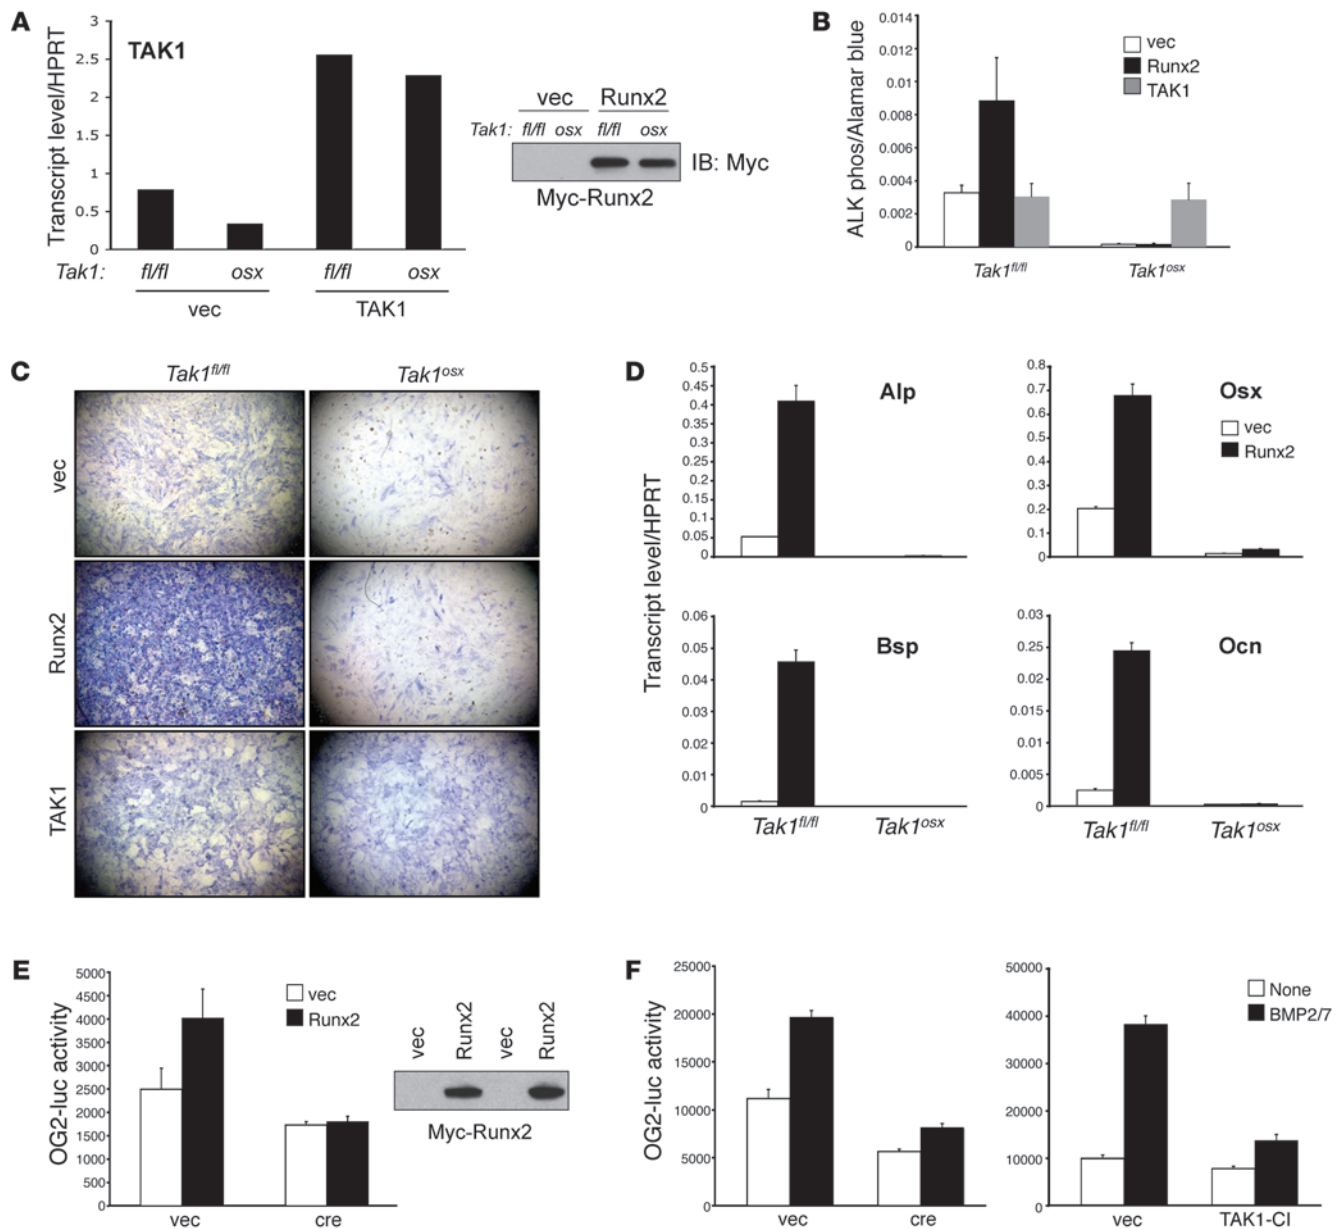 A
TAK1
Transcript level/HPRT
3
2.5
2
1.5
1
0.5
0
Tak1: fl/fl osx fl/fl osx
vec TAK1
vec Runx2
Tak1: fl/fl osx fl/fl osx
IB: Myc
Myc-Runx2
B
ALK phos/Alamar blue
0.014
0.012
0.01
0.008
0.006
0.004
0.002
0
vec
Runx2
TAK1
Tak1fl/fl Tak1osx
C
Tak1fl/fl Tak1osx
vec
Runx2
TAK1
D
Transcript level/HPRT
Alp
0.5
0.45
0.4
0.35
0.3
0.25
0.2
0.15
0.1
0.05
0
Osx
0.8
0.7
0.6
0.5
0.4
0.3
0.2
0.1
0
vec
Runx2
Bsp
0.06
0.05
0.04
0.03
0.02
0.01
0
Tak1fl/fl Tak1osx
Ocn
0.03
0.25
0.02
0.015
0.01
0.005
0
Tak1fl/fl Tak1osx
E
OG2-luc activity
5000
4500
4000
3500
3000
2500
2000
1500
1000
500
0
vec
Runx2
vec cre
vec Runx2 vec Runx2
Myc-Runx2
F
OG2-luc activity
25000
20000
15000
10000
5000
0
vec cre
50000
40000
30000
20000
10000
0
None
BMP2/7
vec TAK1-CI